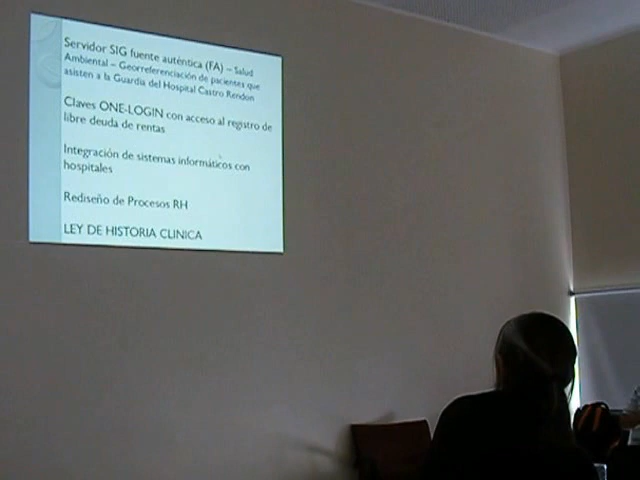 Servidor SIG fuente auténtica (FA) – Salud
Ambiental – Georreferenciación de pacientes que
asisten a la Guardia del Hospital Castro Rendon
Claves ONE-LOGIN con acceso al registro de
libre deuda de rentas
Integración de sistemas informáticos con
hospitales
Rediseño de Procesos RH
LEY DE HISTORIA CLINICA